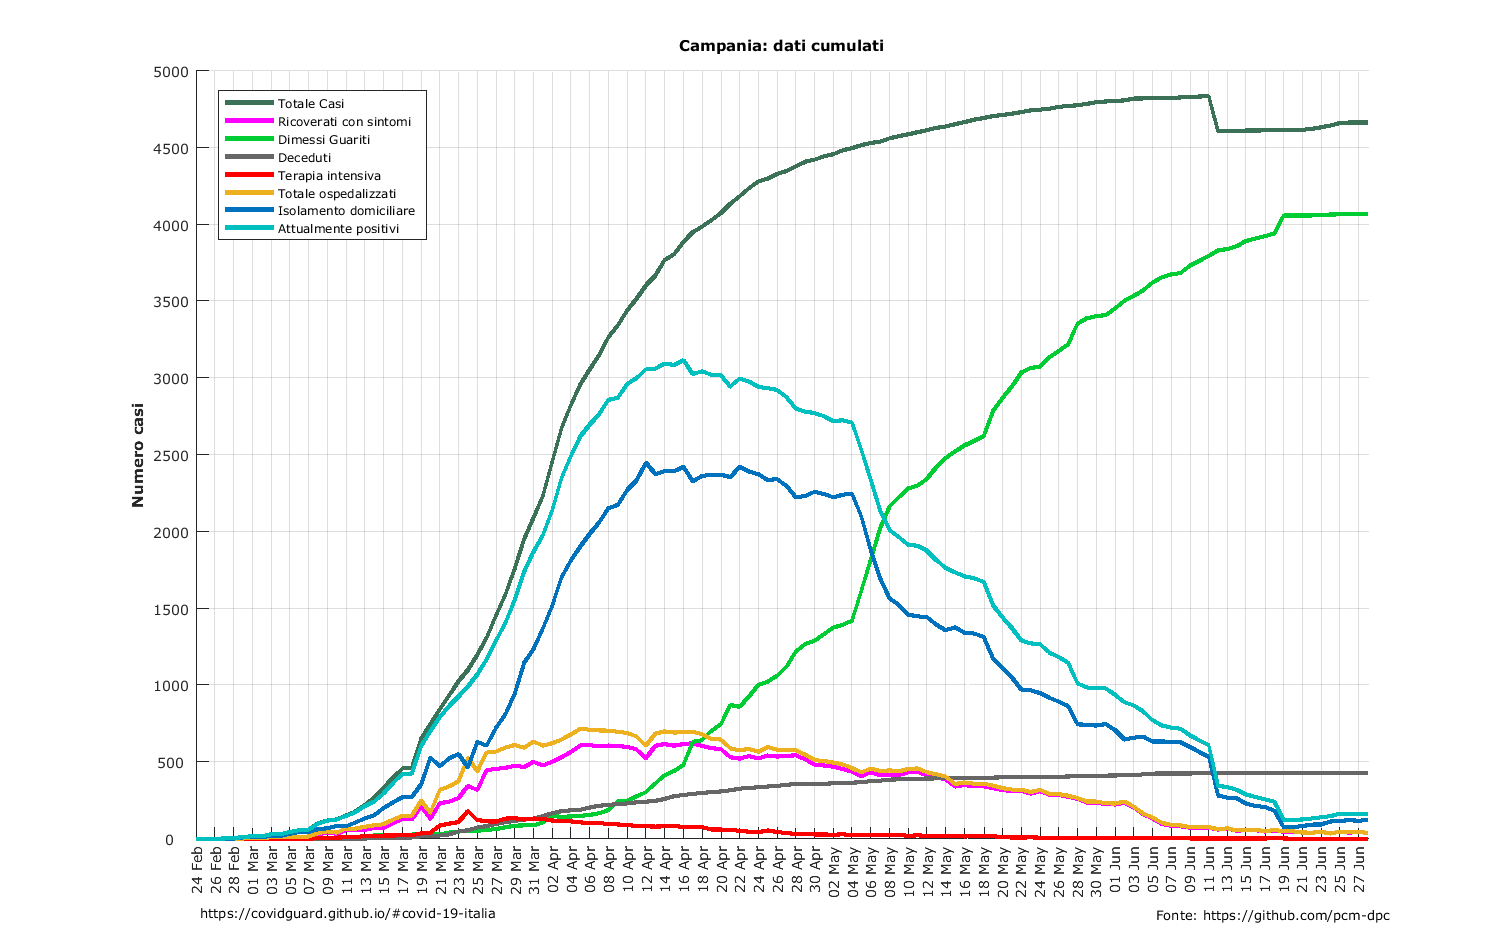 Campania: dati cumulati
5000
4500
4000
3500
3000
2500
2000
1500
1000
500
0
Numero casi
Totale Casi
Ricoverati con sintomi
Dimessi Guariti
Deceduti
Terapia intensiva
Totale ospedalizzati
Isolamento domiciliare
Attualmente positivi
24 Feb
26 Feb
28 Feb
01 Mar
03 Mar
05 Mar
07 Mar
09 Mar
11 Mar
13 Mar
15 Mar
17 Mar
19 Mar
21 Mar
23 Mar
25 Mar
27 Mar
29 Mar
31 Mar
02 Apr
04 Apr
06 Apr
08 Apr
10 Apr
12 Apr
14 Apr
16 Apr
18 Apr
20 Apr
22 Apr
24 Apr
26 Apr
28 Apr
30 Apr
02 May
04 May
06 May
08 May
10 May
12 May
14 May
16 May
18 May
20 May
22 May
24 May
26 May
28 May
30 May
01 Jun
03 Jun
05 Jun
07 Jun
09 Jun
11 Jun
13 Jun
15 Jun
17 Jun
19 Jun
21 Jun
23 Jun
25 Jun
27 Jun
https://covidguard.github.io/#covid-19-italia
Fonte: https://github.com/pcm-dpc